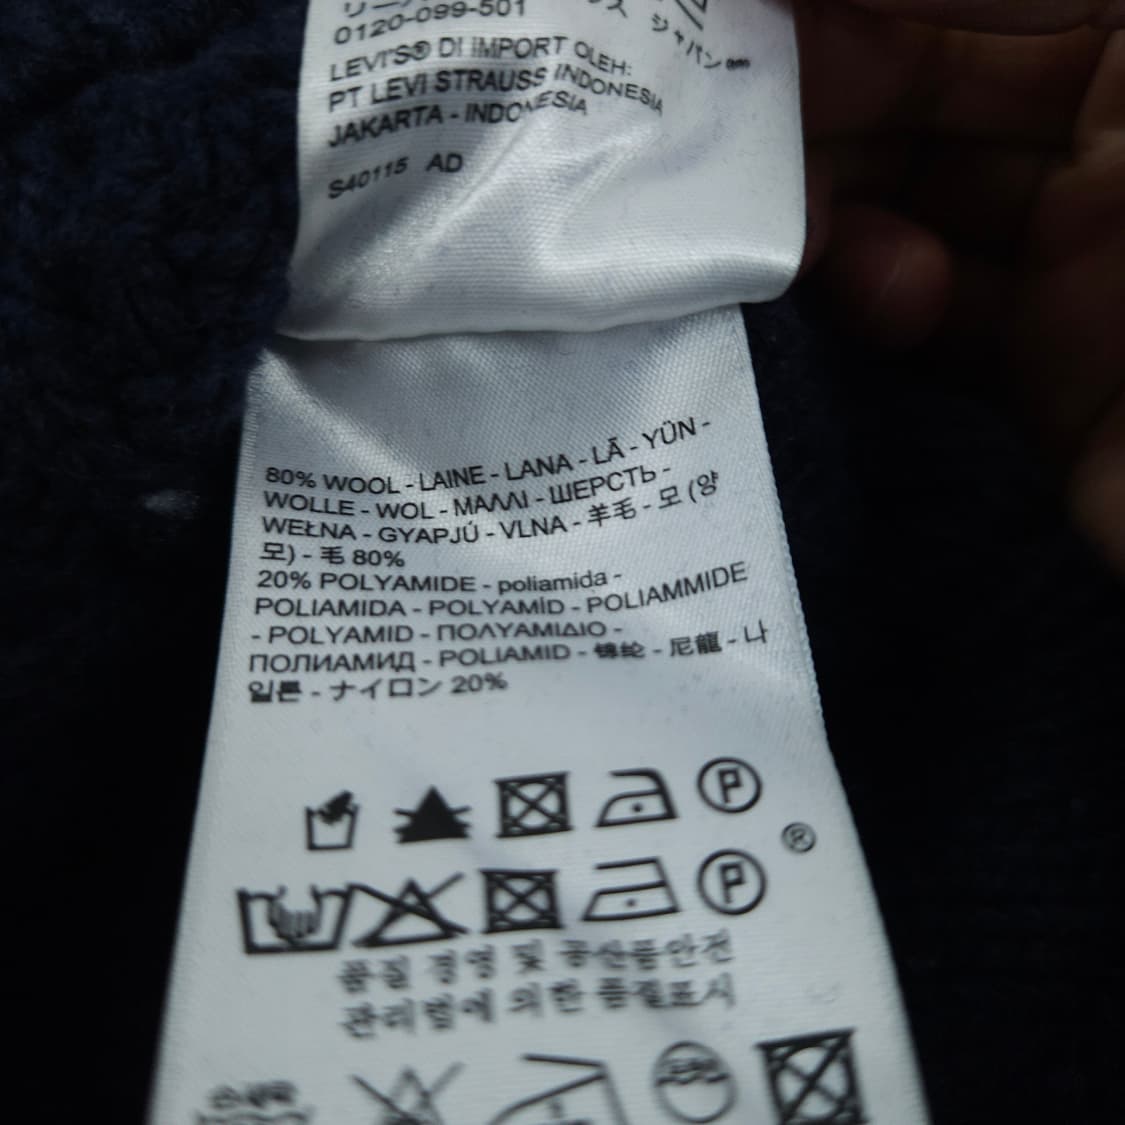 0120-099-501
ジャパン
LEVI'S® DI IMPORT OLEH:
PT LEVI STRAUSS INDONESIA
JAKARTA - INDONESIA
S40115 AD
80% WOOL - LAINE - LANA - LÃ - YÜN -
WOLLE - WOL - ΜΑΛΛΙ - ШЕРСТЬ -
WEŁNA - GYAPJÚ - VLNA - 羊毛 - 모 (양
모) - 毛 80%
20% POLYAMIDE - poliamida -
POLIAMIDA - POLYAMİD - POLIAMMIDE
- POLYAMID - ΠΟΛΥΑΜΙΔΙΟ -
ПОЛИАМИД - POLIAMID - 锦纶 - 尼龍 - 나
일론 - ナイロン 20%
P
®
P
품질 경영 및 공산품안전
관리법에 의한 품질표시